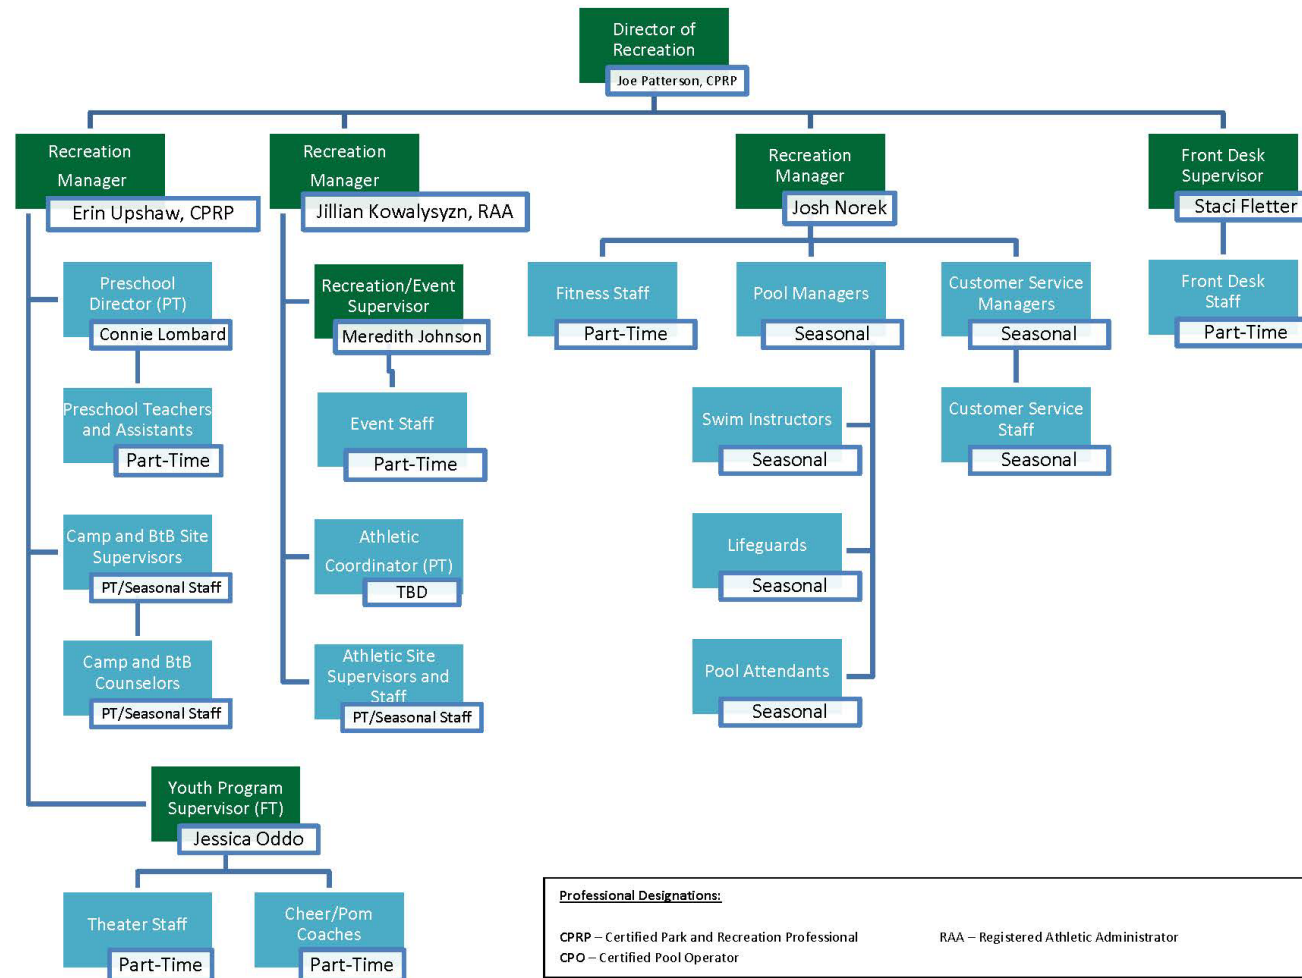 Director of
Recreation
Joe Patterson, CPRP
Recreation
Manager
Erin Upshaw, CPRP
Recreation
Manager
Jillian Kowalysyzn, RAA
Recreation
Manager
Josh Norek
Front Desk
Supervisor
Staci Fletter
Preschool
Director (PT)
Connie Lombard
Recreation/Event
Supervisor
Meredith Johnson
Fitness Staff
Part-Time
Pool Managers
Seasonal
Customer Service
Managers
Seasonal
Front Desk
Staff
Part-Time
Preschool Teachers
and Assistants
Part-Time
Event Staff
Part-Time
Swim Instructors
Seasonal
Customer Service
Staff
Seasonal
Camp and BtB Site
Supervisors
PT/Seasonal Staff
Athletic
Coordinator (PT)
TBD
Lifeguards
Seasonal
Camp and BtB
Counselors
PT/Seasonal Staff
Athletic Site
Supervisors and
Staff
PT/Seasonal Staff
Pool Attendants
Seasonal
Youth Program
Supervisor (FT)
Jessica Oddo
Theater Staff
Part-Time
Cheer/Pom
Coaches
Part-Time
Professional Designations:
CPRP – Certified Park and Recreation Professional
RAA – Registered Athletic Administrator
CPO – Certified Pool Operator